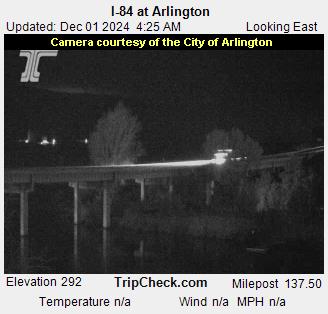 I-84 at Arlington
Updated: Dec 01 2024 4:25 AM Looking East
Camera courtesy of the City of Arlington
Elevation 292 TripCheck.com Milepost 137.50
Temperature n/a Wind n/a MPH n/a